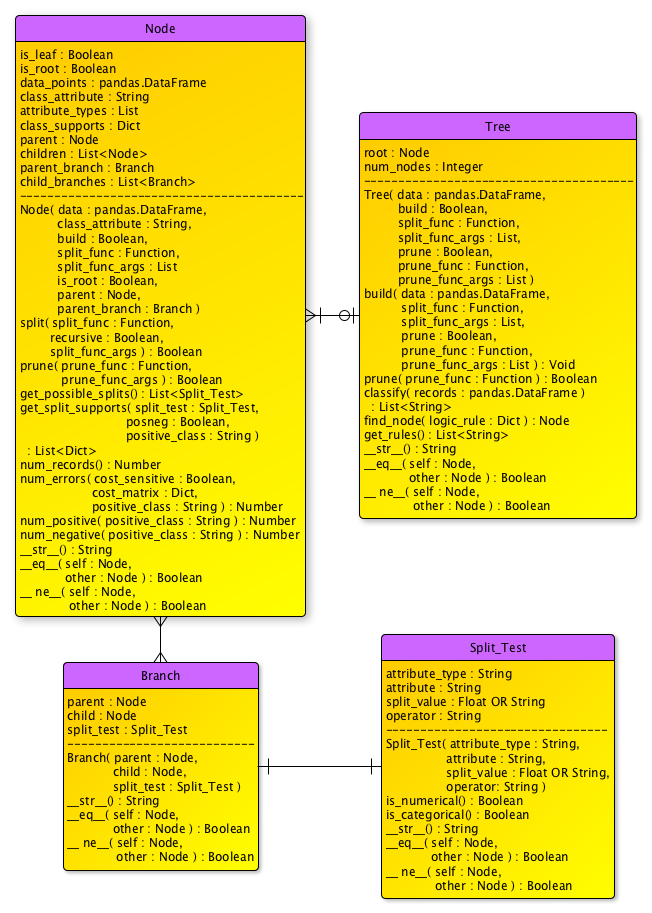 Node
is_leaf : Boolean
is_root : Boolean
data_points : pandas.DataFrame
class_attribute : String
attribute_types : List
class_supports : Dict
parent : Node
children : List<Node>
parent_branch : Branch
child_branches : List<Branch>
Node( data : pandas.DataFrame,
class_attribute : String,
build : Boolean,
split_func : Function,
split_func_args : List
is_root : Boolean,
parent : Node,
parent_branch : Branch )
split( split_func : Function,
recursive : Boolean,
split_func_args ) : Boolean
prune( prune_func : Function,
prune_func_args ) : Boolean
get_possible_splits() : List<Split_Test>
get_split_supports( split_test : Split_Test,
posneg : Boolean,
positive_class : String )
: List<Dict>
num_records() : Number
num_errors( cost_sensitive : Boolean,
cost_matrix : Dict,
positive_class : String ) : Number
num_positive( positive_class : String ) : Number
num_negative( positive_class : String ) : Number
__str__() : String
__eq__( self : Node,
other : Node ) : Boolean
__ ne__( self : Node,
other : Node ) : Boolean
Tree
root : Node
num_nodes : Integer
Tree( data : pandas.DataFrame,
build : Boolean,
split_func : Function,
split_func_args : List,
prune : Boolean,
prune_func : Function,
prune_func_args : List )
build( data : pandas.DataFrame,
split_func : Function,
split_func_args : List,
prune : Boolean,
prune_func : Function,
prune_func_args : List ) : Void
prune( prune_func : Function ) : Boolean
classify( records : pandas.DataFrame )
: List<String>
find_node( logic_rule : Dict ) : Node
get_rules() : List<String>
__str__() : String
__eq__( self : Node,
other : Node ) : Boolean
__ ne__( self : Node,
other : Node ) : Boolean
Branch
parent : Node
child : Node
split_test : Split_Test
Branch( parent : Node,
child : Node,
split_test : Split_Test )
__str__() : String
__eq__( self : Node,
other : Node ) : Boolean
__ ne__( self : Node,
other : Node ) : Boolean
Split_Test
attribute_type : String
attribute : String
split_value : Float OR String
operator : String
Split_Test( attribute_type : String,
attribute : String,
split_value : Float OR String,
operator: String )
is_numerical() : Boolean
is_categorical() : Boolean
__str__() : String
__eq__( self : Node,
other : Node ) : Boolean
__ ne__( self : Node,
other : Node ) : Boolean